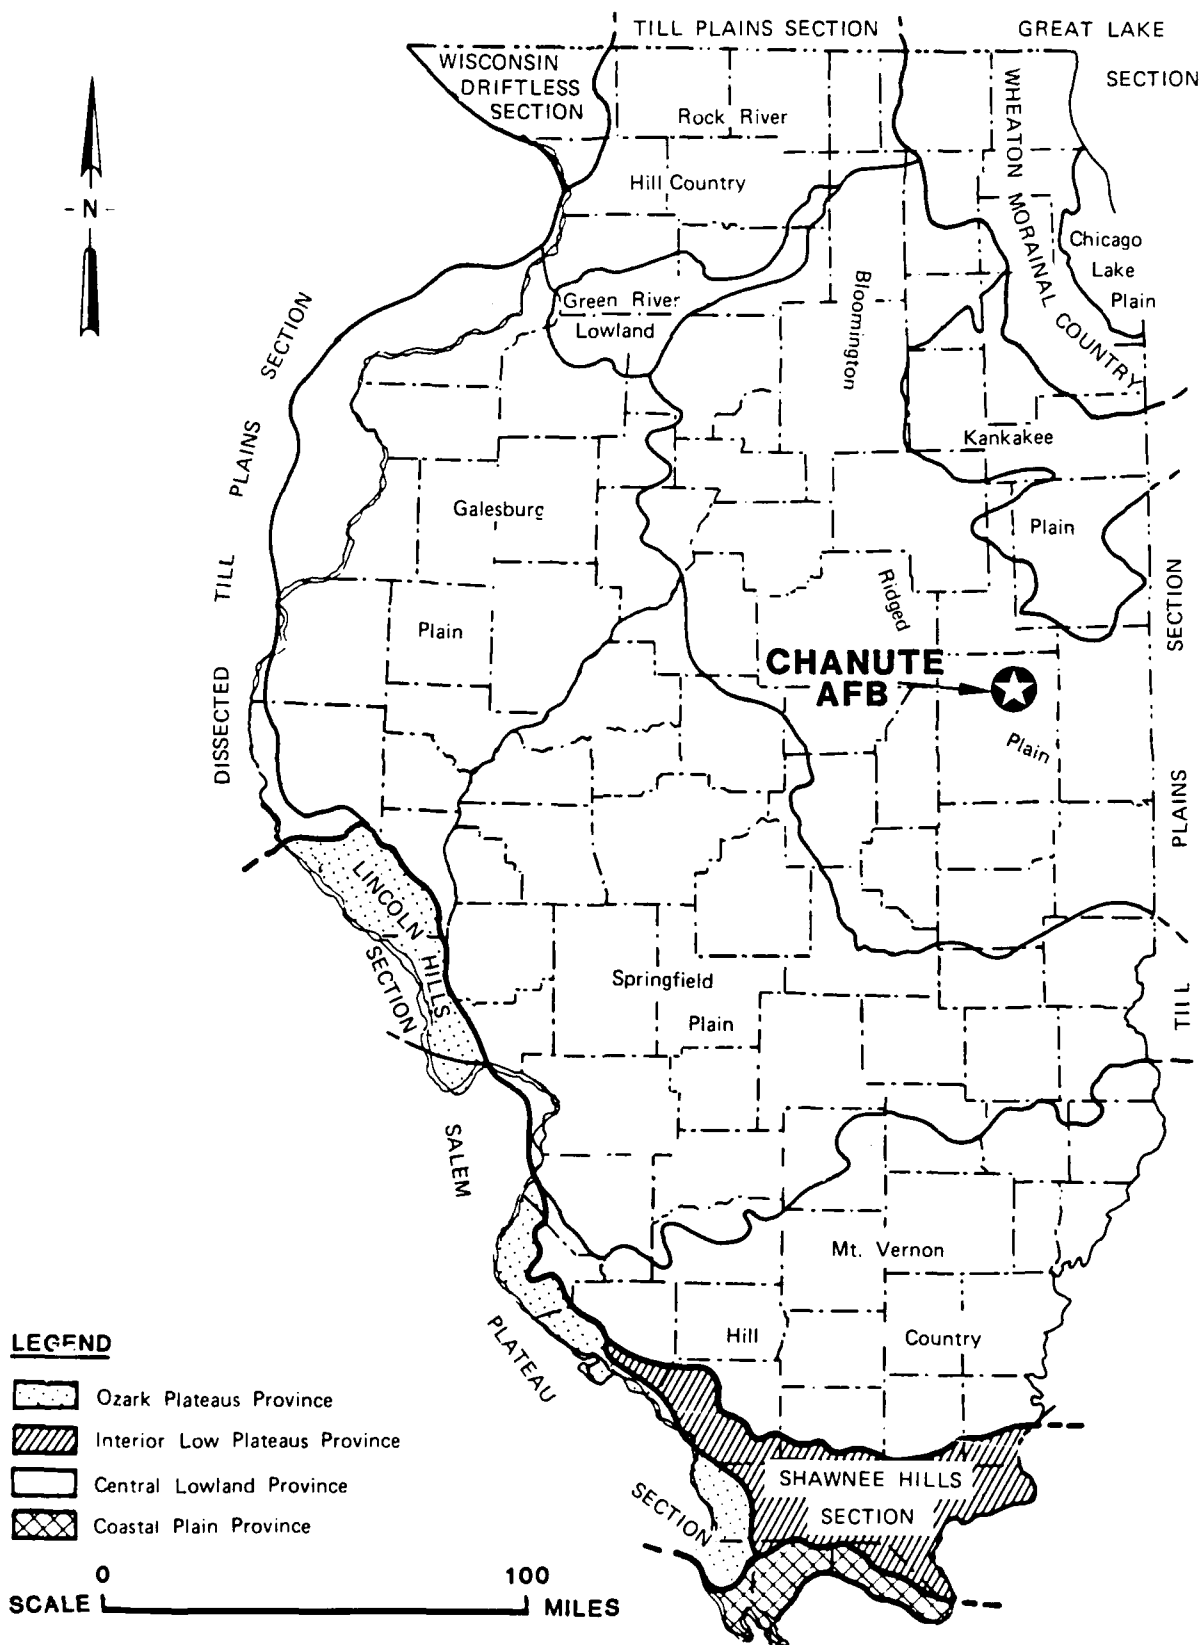 TILL PLAINS SECTION
GREAT LAKE
SECTION
WISCONSIN
DRIFTLESS
SECTION
Rock River
Hill Country
WHEATON MORAINAL COUNTRY
- N -
Chicago
Lake
Plain
Green River
Lowland
Bloomington
DISSECTED TILL PLAINS SECTION
Kankakee
Galesburg
Plain
Ridged
Plain
CHANUTE
AFB
Plain
TILL PLAINS SECTION
LINCOLN HILLS
SECTION
Springfield
Plain
SALEM
PLATEAU
SECTION
Mt. Vernon
Hill Country
SHAWNEE HILLS
SECTION
LEGEND
Ozark Plateaus Province
Interior Low Plateaus Province
Central Lowland Province
Coastal Plain Province
0 100
SCALE MILES